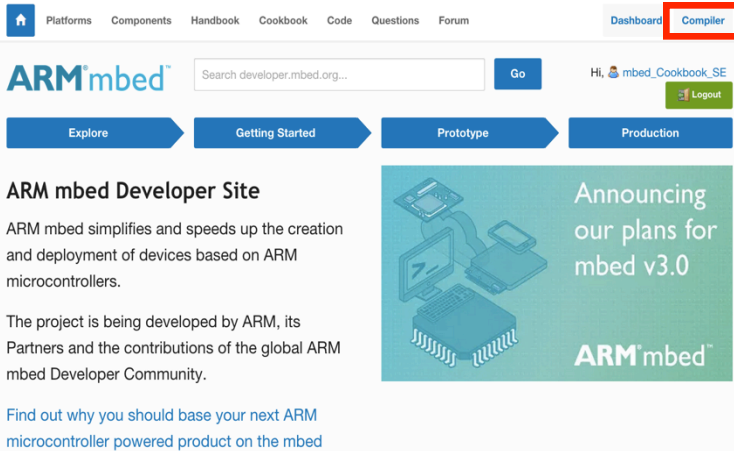 Platforms Components Handbook Cookbook Code Questions Forum Dashboard Compiler
ARM®mbed™ Search developer.mbed.org... Go Hi, mbed_Cookbook_SE
Logout
Explore Getting Started Prototype Production
ARM mbed Developer Site
ARM mbed simplifies and speeds up the creation
and deployment of devices based on ARM
microcontrollers.
The project is being developed by ARM, its
Partners and the contributions of the global ARM
mbed Developer Community.
Find out why you should base your next ARM
microcontroller powered product on the mbed
Announcing
our plans for
mbed v3.0
ARM®mbed™